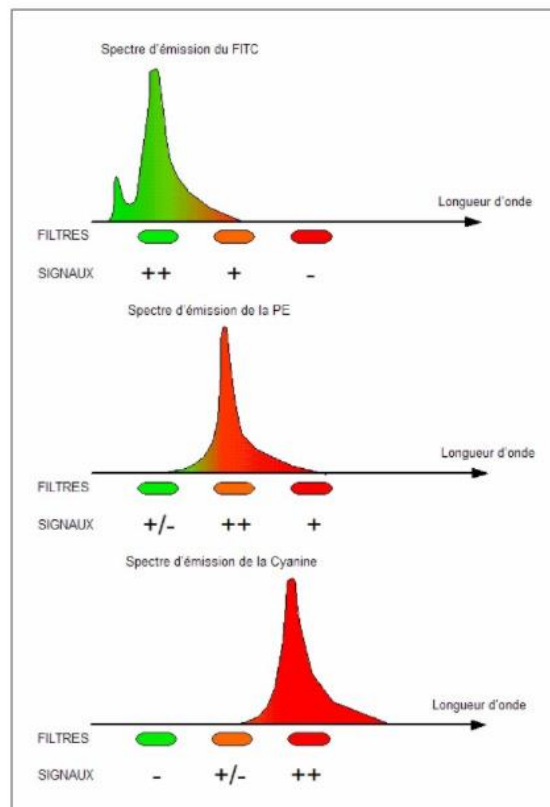 Spectre d'émission du FITC
Longueur d'onde
FILTRES
SIGNAUX ++ + -
Spectre d'émission de la PE
Longueur d'onde
FILTRES
SIGNAUX +/- ++ +
Spectre d'émission de la Cyanine
Longueur d'onde
FILTRES
SIGNAUX - +/- ++